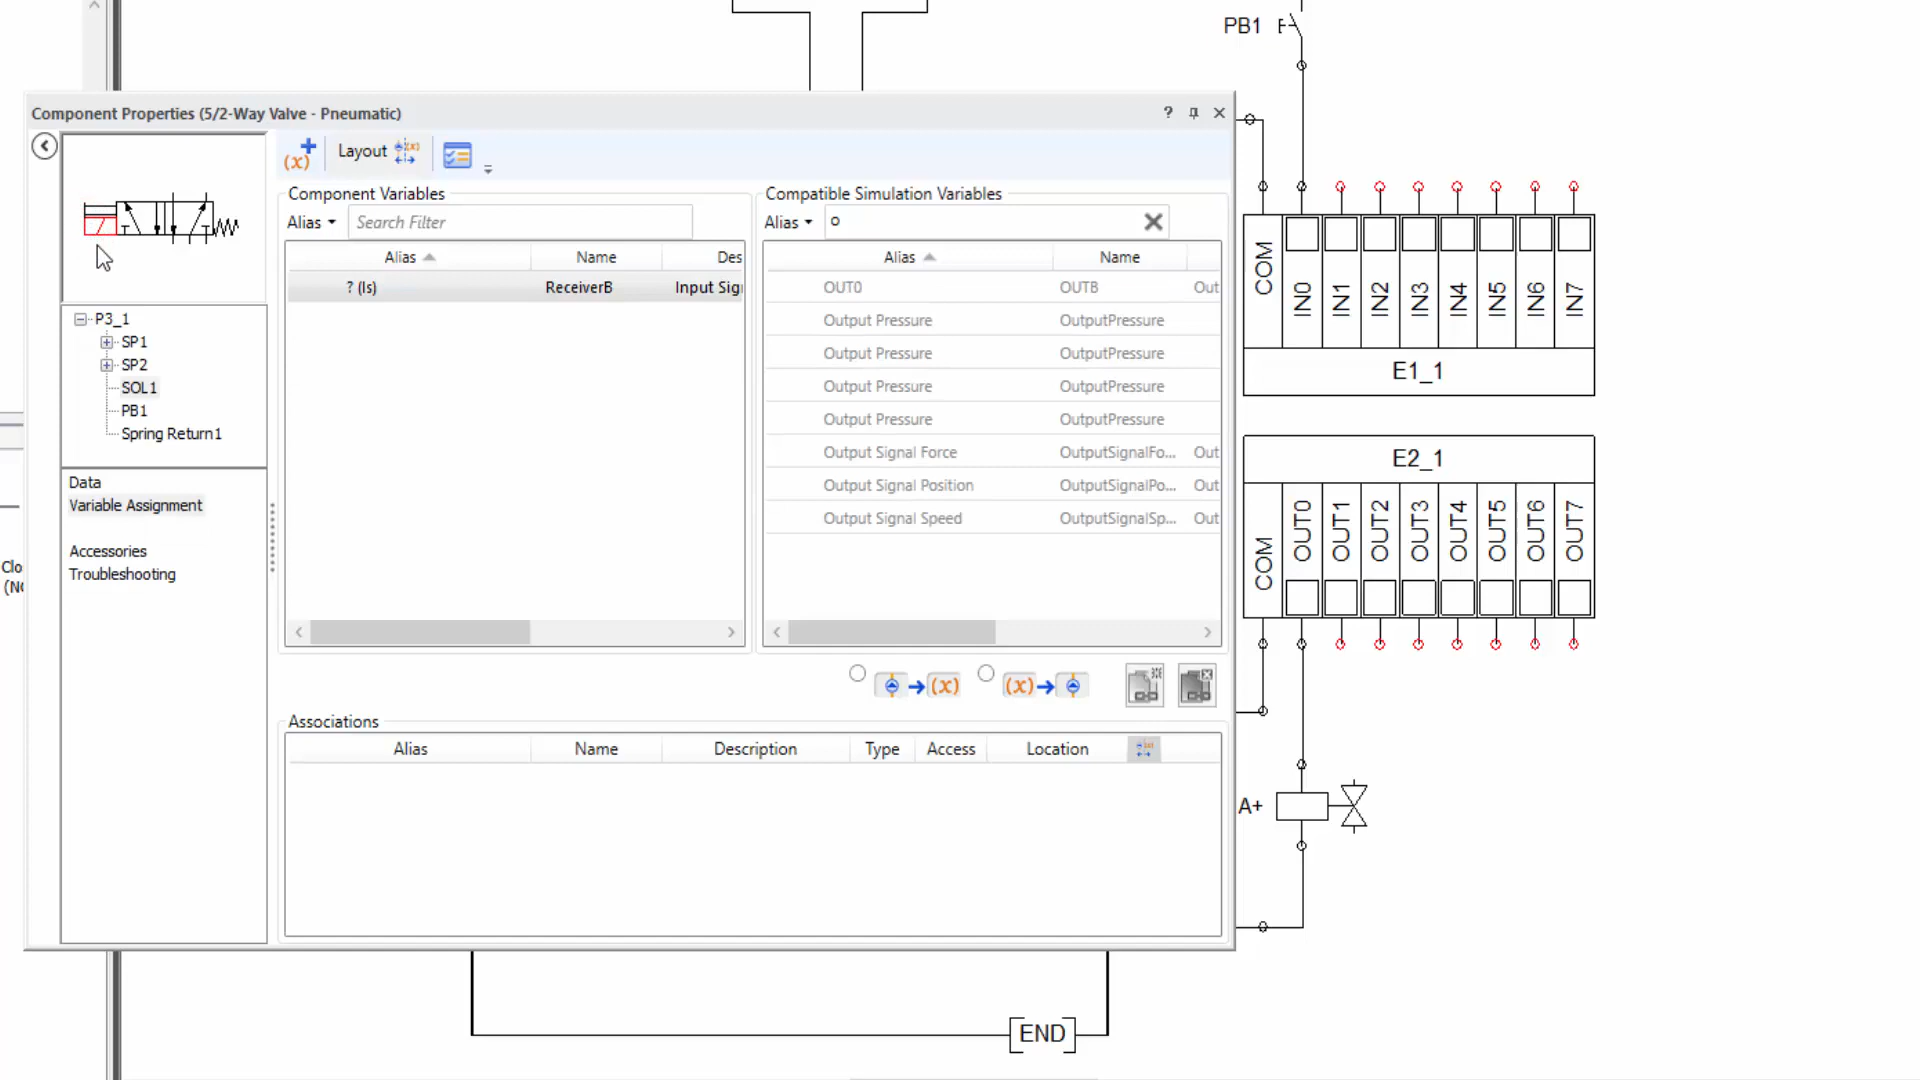 PB1
Component Properties (5/2-Way Valve - Pneumatic)
?
(x)
Layout
Component Variables
Alias
Search Filter
Alias Name Des
? (Is) ReceiverB Input Sig
Compatible Simulation Variables
Alias
o
Alias Name
OUT0 OUTB Out
Output Pressure OutputPressure
Output Pressure OutputPressure
Output Pressure OutputPressure
Output Pressure OutputPressure
Output Signal Force OutputSignalFo... Out
Output Signal Position OutputSignalPo... Out
Output Signal Speed OutputSignalSp... Out
P3_1
SP1
SP2
SOL1
PB1
Spring Return1
Data
Variable Assignment
Accessories
Troubleshooting
Clo
(x)
(x)
Associations
Alias Name Description Type Access Location
COM IN0 IN1 IN2 IN3 IN4 IN5 IN6 IN7
E1_1
E2_1
COM OUT0 OUT1 OUT2 OUT3 OUT4 OUT5 OUT6 OUT7
A+
END